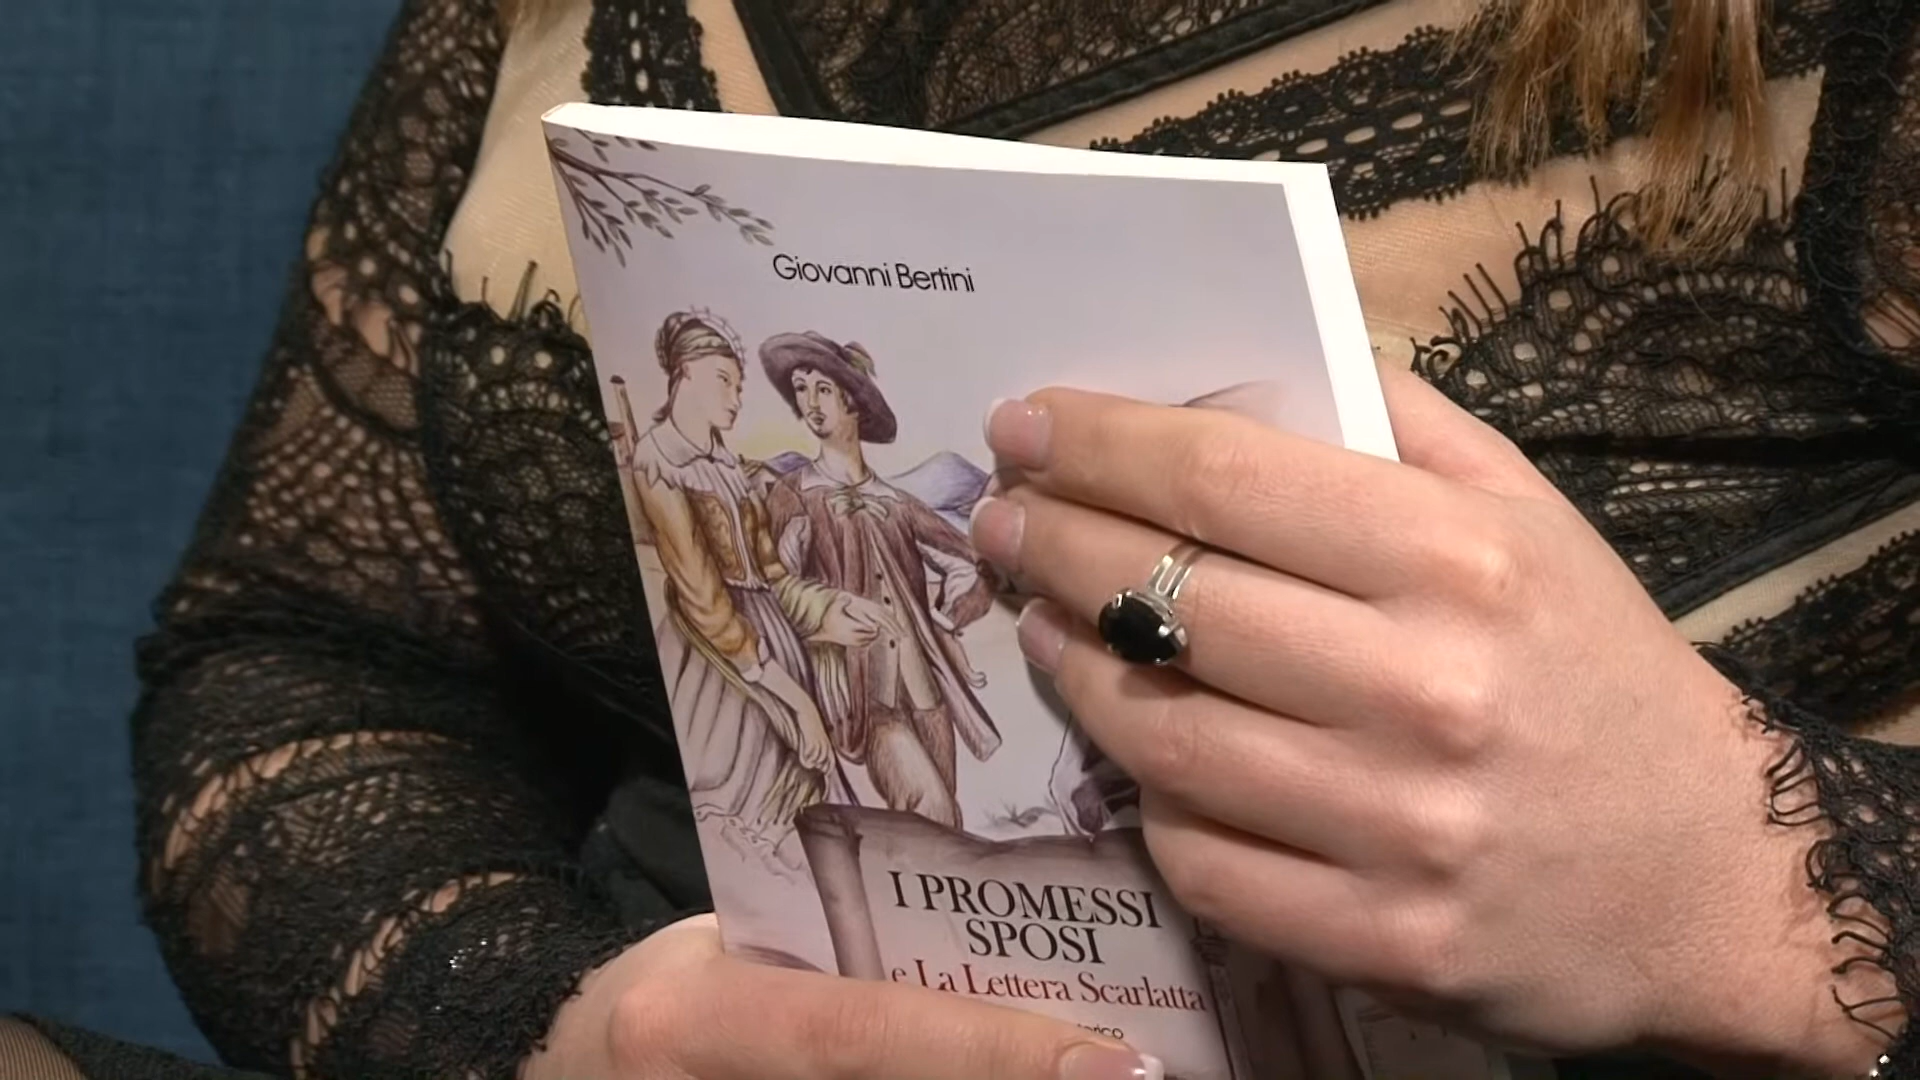 Giovanni Bertini
I PROMESSI
SPOSI
e La Lettera Scarlatta